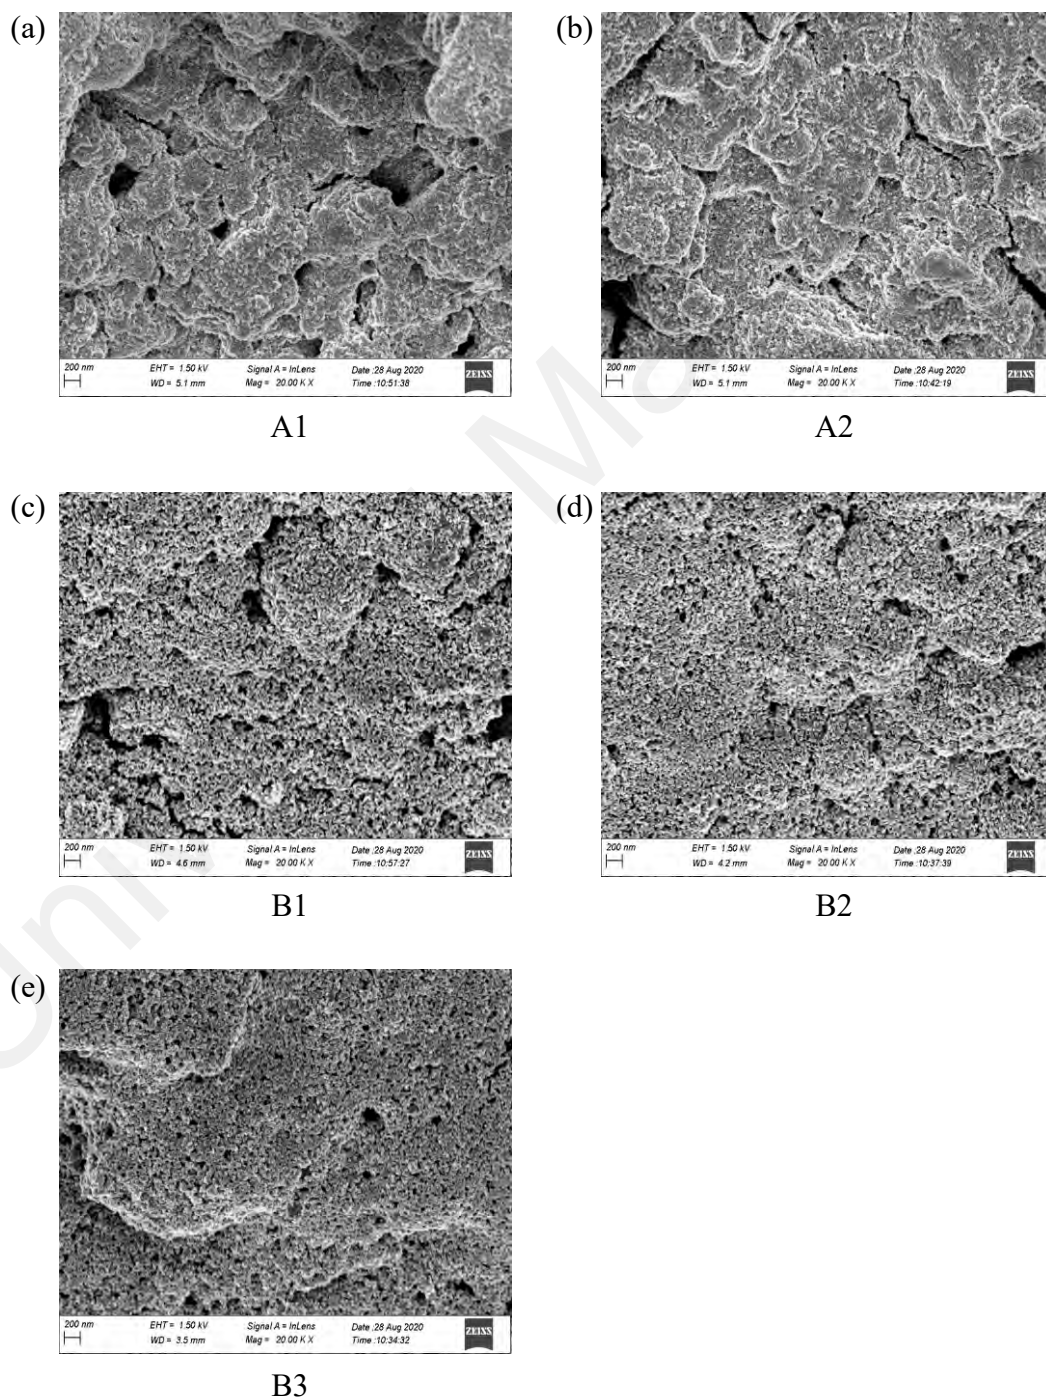 (a)
200 nm EHT = 1.50 kV Signal A = InLens Date :28 Aug 2020
WD = 5.1 mm Mag = 20.00 K X Time :10:51:38
ZEISS
A1
(b)
200 nm EHT = 1.50 kV Signal A = InLens Date :28 Aug 2020
WD = 5.1 mm Mag = 20.00 K X Time :10:42:19
ZEISS
A2
(c)
200 nm EHT = 1.50 kV Signal A = InLens Date :28 Aug 2020
WD = 4.6 mm Mag = 20.00 K X Time :10:57:27
ZEISS
B1
(d)
200 nm EHT = 1.50 kV Signal A = InLens Date :28 Aug 2020
WD = 4.2 mm Mag = 20.00 K X Time :10:37:39
ZEISS
B2
(e)
200 nm EHT = 1.50 kV Signal A = InLens Date :28 Aug 2020
WD = 3.5 mm Mag = 20.00 K X Time :10:34:32
ZEISS
B3